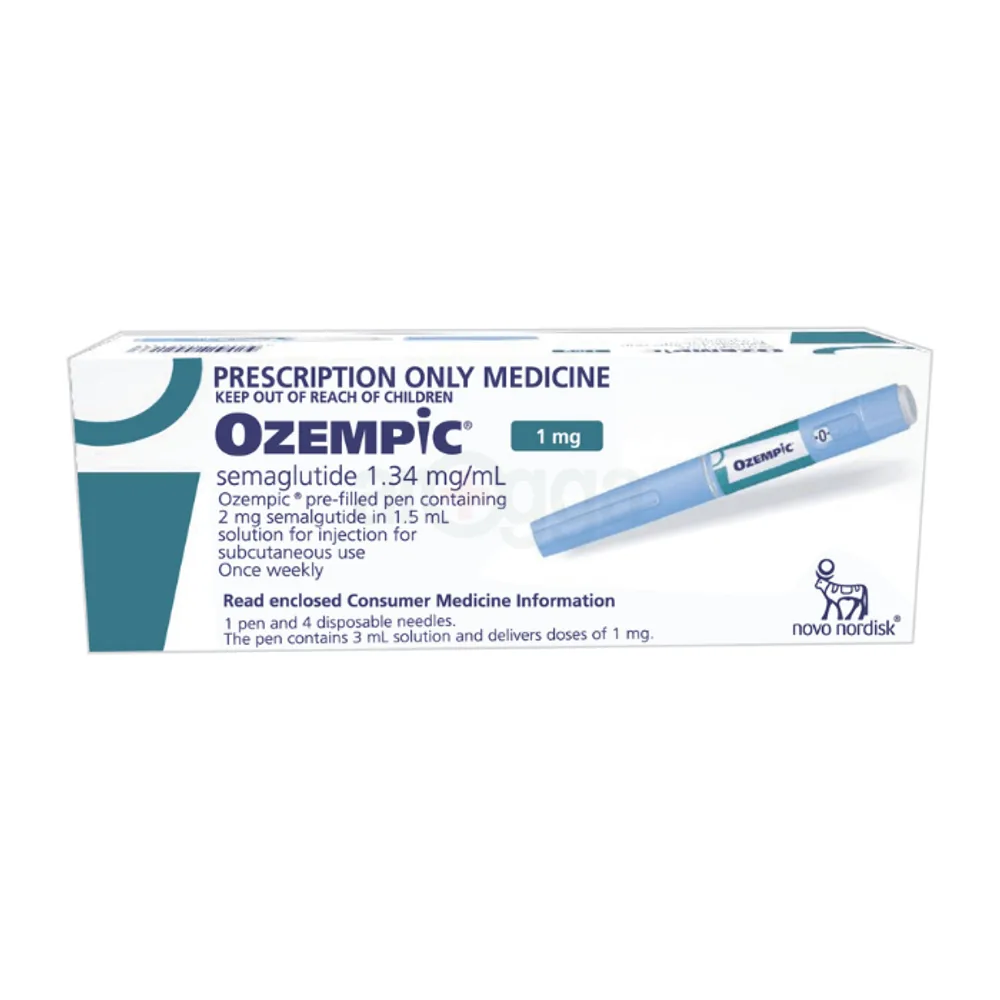 PRESCRIPTION ONLY MEDICINE
KEEP OUT OF REACH OF CHILDREN
OZEMPIC® 1 mg
semaglutide 1.34 mg/mL
Ozempic® pre-filled pen containing
2 mg semalgutide in 1.5 mL
solution for injection for
subcutaneous use
Once weekly
Read enclosed Consumer Medicine Information
1 pen and 4 disposable needles.
The pen contains 3 mL solution and delivers doses of 1 mg.
OZEMPIC®
0
novo nordisk®
OZEMPIC